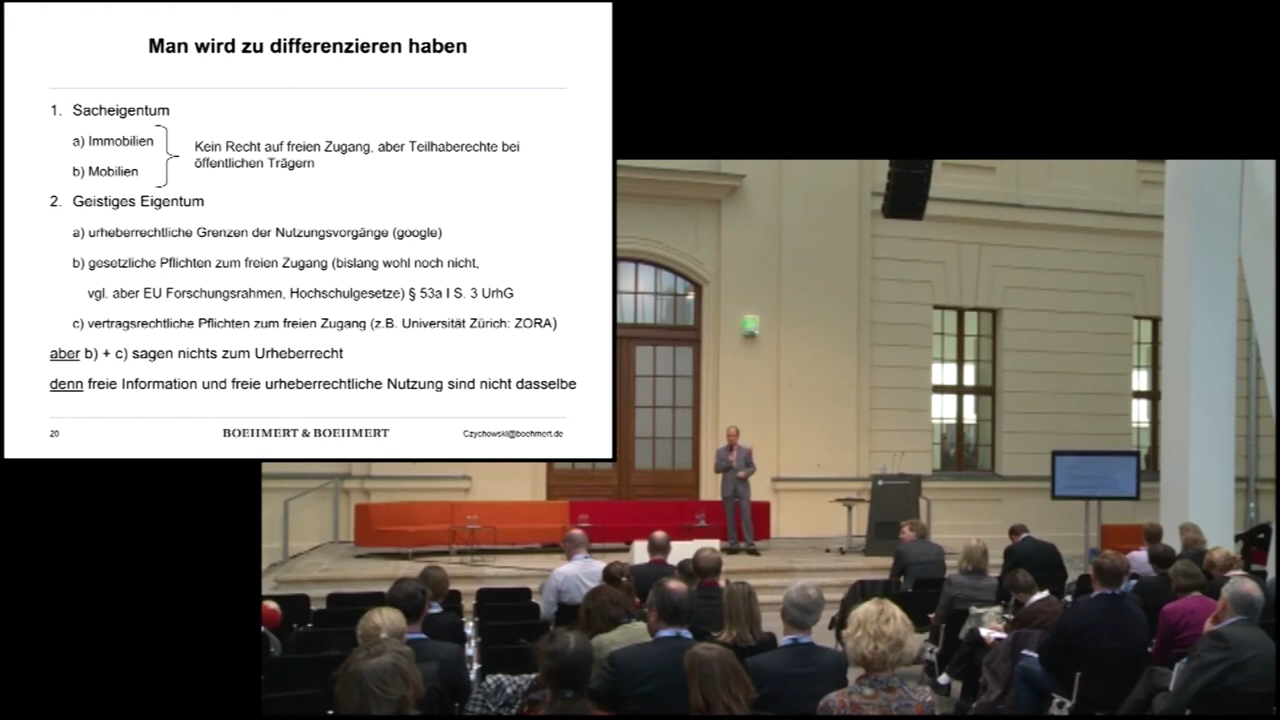 Man wird zu differenzieren haben
1. Sacheigentum
a) Immobilien
b) Mobilien
Kein Recht auf freien Zugang, aber Teilhaberechte bei
öffentlichen Trägern
2. Geistiges Eigentum
a) urheberrechtliche Grenzen der Nutzungsvorgänge (google)
b) gesetzliche Pflichten zum freien Zugang (bislang wohl noch nicht,
vgl. aber EU Forschungsrahmen, Hochschulgesetze) § 53a I S. 3 UrhG
c) vertragsrechtliche Pflichten zum freien Zugang (z.B. Universität Zürich: ZORA)
aber b) + c) sagen nichts zum Urheberrecht
denn freie Information und freie urheberrechtliche Nutzung sind nicht dasselbe
20 BOEHMERT & BOEHMERT Czychowski@boehmert.de